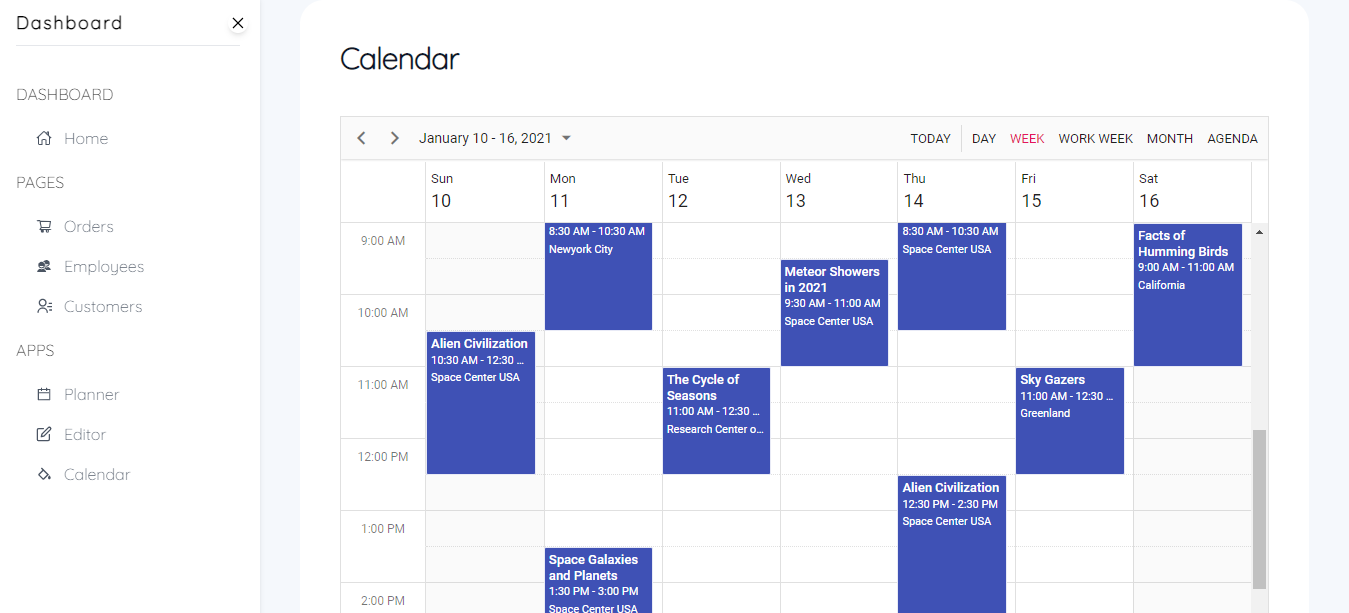 Dashboard
DASHBOARD
Home
PAGES
Orders
Employees
Customers
APPS
Planner
Editor
Calendar
Calendar
January 10 - 16, 2021
TODAY
DAY
WEEK
WORK WEEK
MONTH
AGENDA
Sun
10
Mon
11
Tue
12
Wed
13
Thu
14
Fri
15
Sat
16
9:00 AM
10:00 AM
11:00 AM
12:00 PM
1:00 PM
2:00 PM
Alien Civilization
10:30 AM - 12:30 ...
Space Center USA
8:30 AM - 10:30 AM
Newyork City
Space Galaxies
and Planets
1:30 PM - 3:00 PM
Space Center USA
The Cycle of
Seasons
11:00 AM - 12:30 ...
Research Center o...
Meteor Showers
in 2021
9:30 AM - 11:00 AM
Space Center USA
8:30 AM - 10:30 AM
Space Center USA
Alien Civilization
12:30 PM - 2:30 PM
Space Center USA
Sky Gazers
11:00 AM - 12:30 ...
Greenland
Facts of
Humming Birds
9:00 AM - 11:00 AM
California